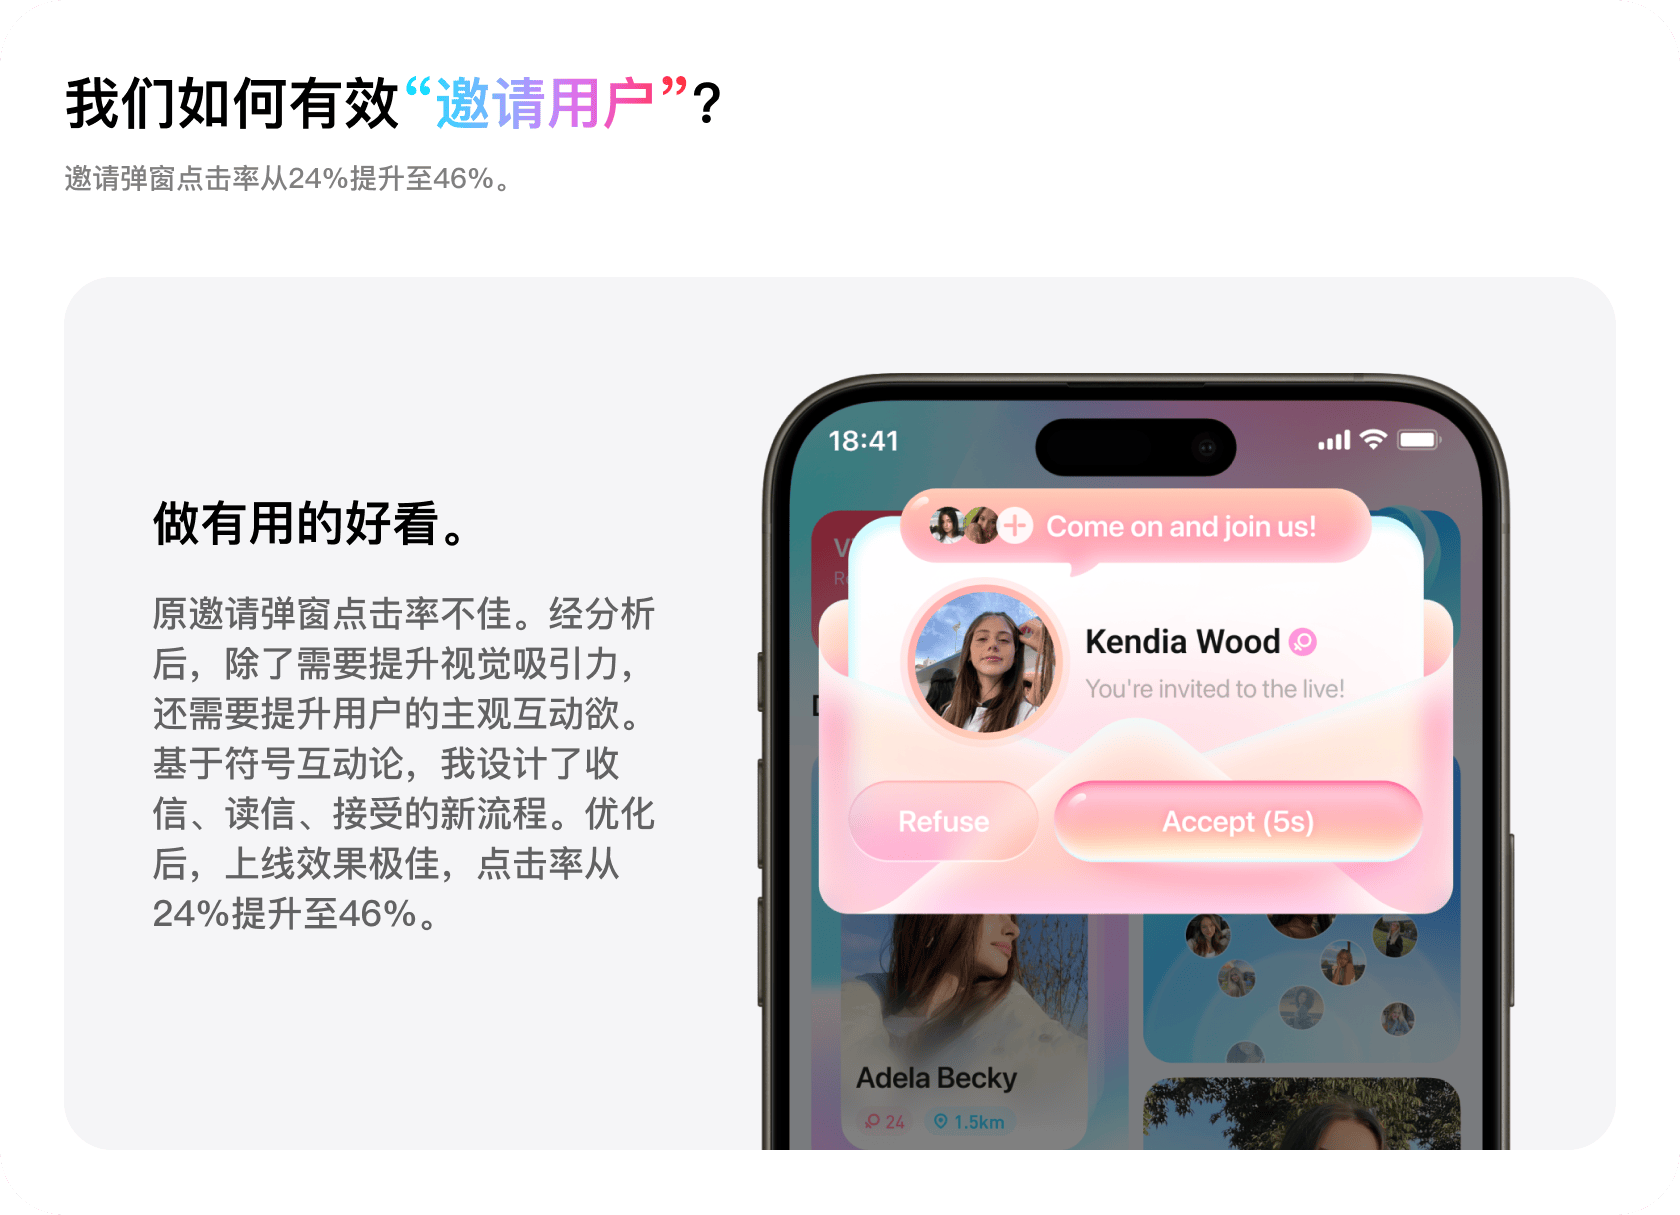 我们如何有效“邀请用户”?
邀请弹窗点击率从24%提升至46%。
做有用的好看。
原邀请弹窗点击率不佳。经分析
后，除了需要提升视觉吸引力，
还需要提升用户的主观互动欲。
基于符号互动论，我设计了收
信、读信、接受的新流程。优化
后，上线效果极佳，点击率从
24%提升至46%。
18:41
Come on and join us!
Kendia Wood
You're invited to the live!
Refuse
Accept (5s)
Adela Becky
24
1.5km